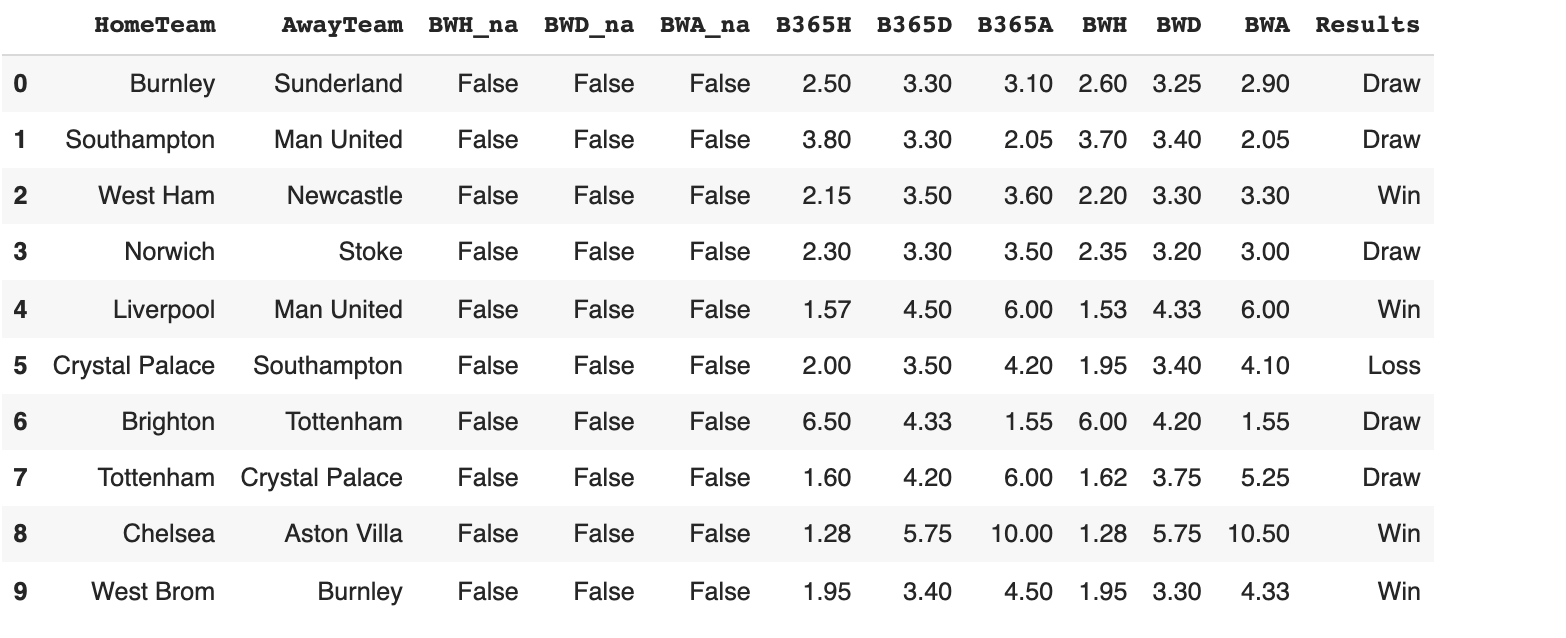 HomeTeam AwayTeam BWH_na BWD_na BWA_na B365H B365D B365A BWH BWD BWA Results
0 Burnley Sunderland False False False 2.50 3.30 3.10 2.60 3.25 2.90 Draw
1 Southampton Man United False False False 3.80 3.30 2.05 3.70 3.40 2.05 Draw
2 West Ham Newcastle False False False 2.15 3.50 3.60 2.20 3.30 3.30 Win
3 Norwich Stoke False False False 2.30 3.30 3.50 2.35 3.20 3.00 Draw
4 Liverpool Man United False False False 1.57 4.50 6.00 1.53 4.33 6.00 Win
5 Crystal Palace Southampton False False False 2.00 3.50 4.20 1.95 3.40 4.10 Loss
6 Brighton Tottenham False False False 6.50 4.33 1.55 6.00 4.20 1.55 Draw
7 Tottenham Crystal Palace False False False 1.60 4.20 6.00 1.62 3.75 5.25 Draw
8 Chelsea Aston Villa False False False 1.28 5.75 10.00 1.28 5.75 10.50 Win
9 West Brom Burnley False False False 1.95 3.40 4.50 1.95 3.30 4.33 Win